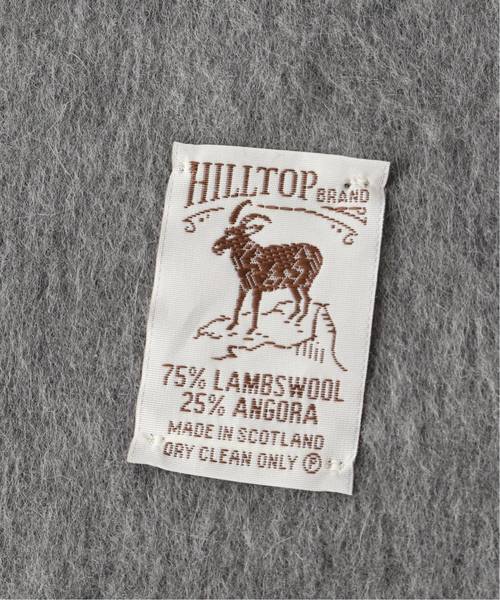 HILLTOP BRAND
75% LAMBSWOOL
25% ANGORA
MADE IN SCOTLAND
DRY CLEAN ONLY Ⓟ